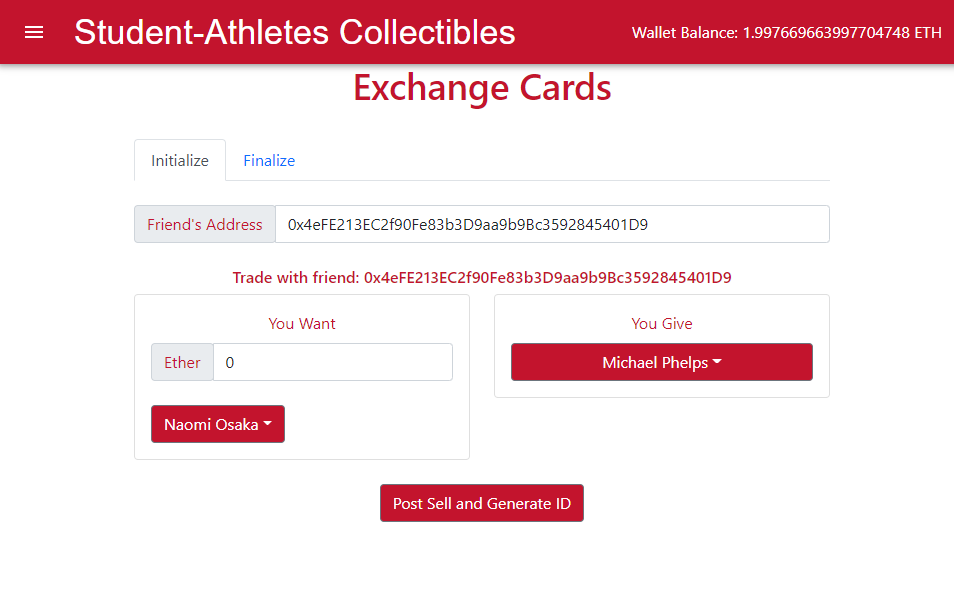 Student-Athletes Collectibles
Wallet Balance: 1.997669663997704748 ETH
Exchange Cards
Initialize
Finalize
Friend's Address
0x4eFE213EC2f90Fe83b3D9aa9b9Bc3592845401D9
Trade with friend: 0x4eFE213EC2f90Fe83b3D9aa9b9Bc3592845401D9
You Want
Ether
0
Naomi Osaka
You Give
Michael Phelps
Post Sell and Generate ID